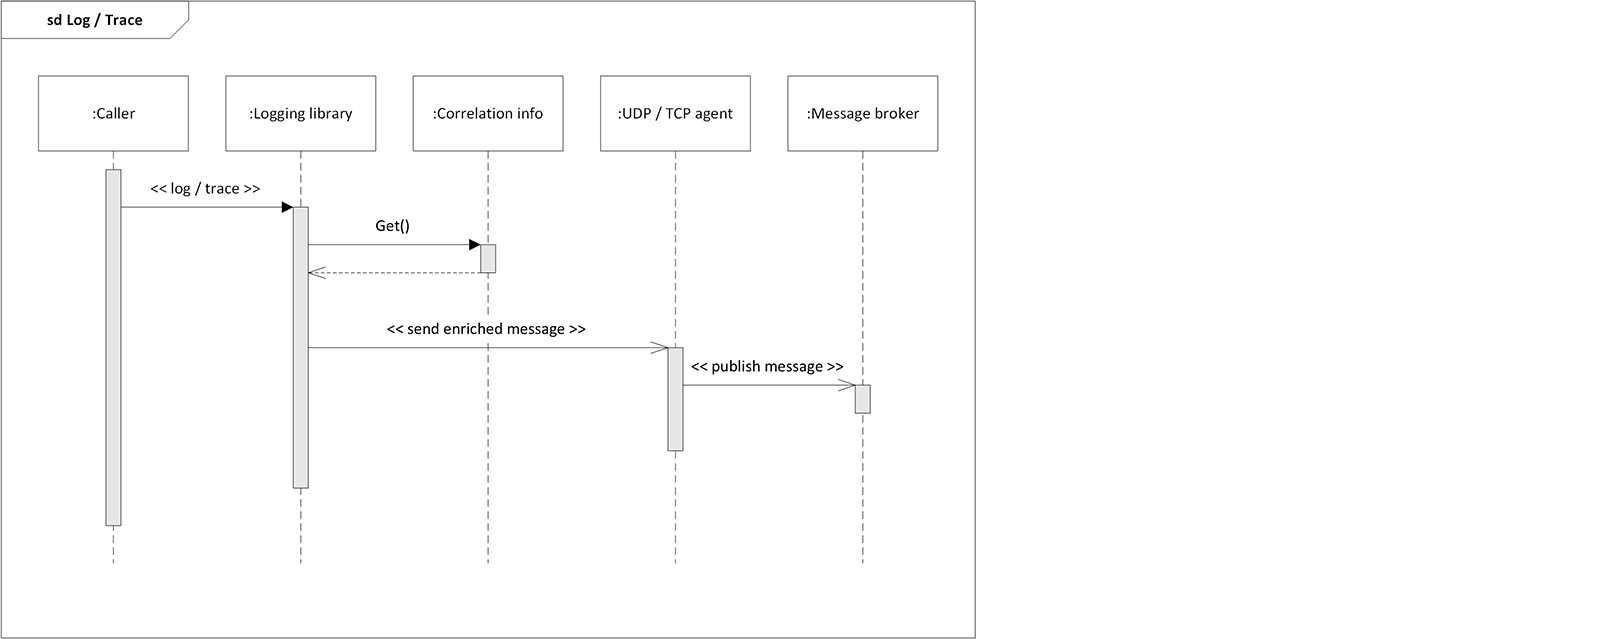 sd Log / Trace
:Caller
:Logging library
:Correlation info
:UDP / TCP agent
:Message broker
<< log / trace >>
Get()
<< send enriched message >>
<< publish message >>